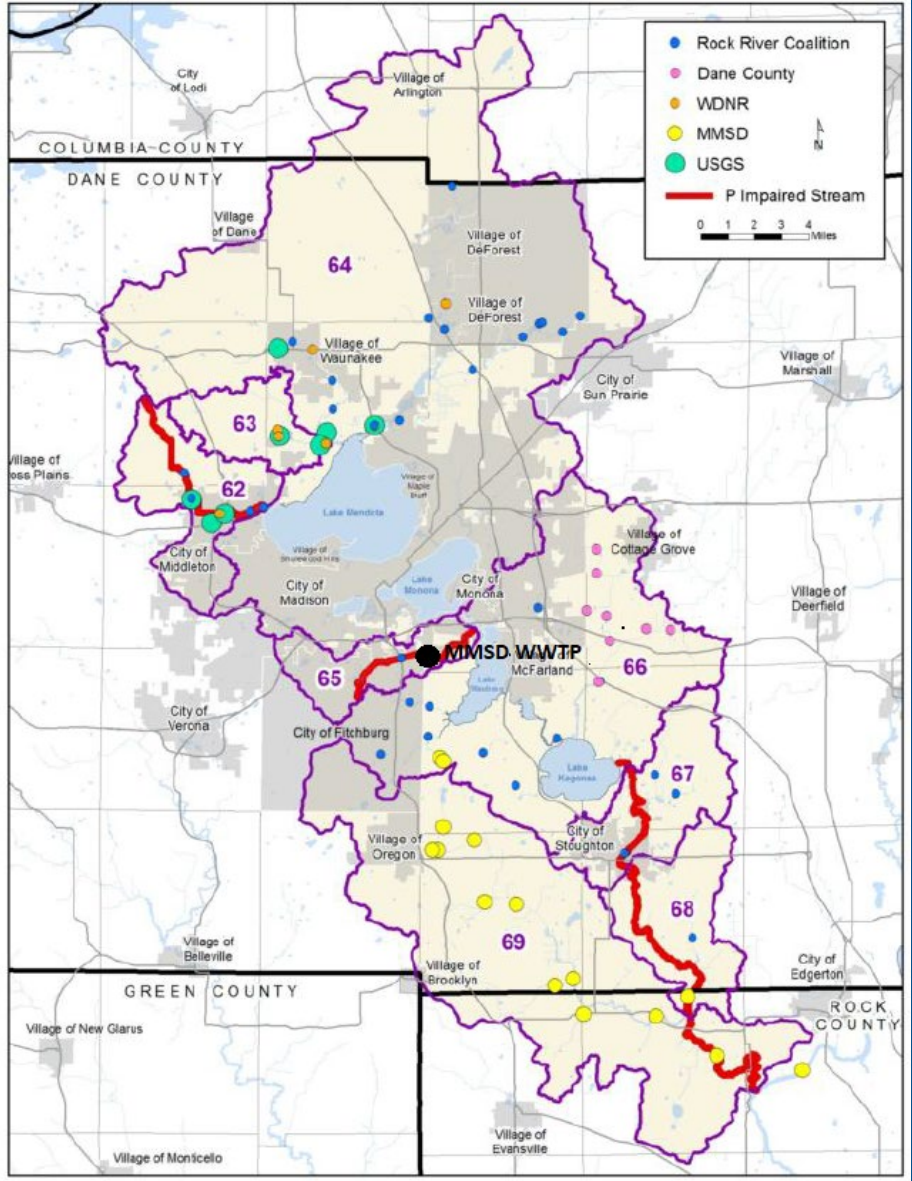 Rock River Coalition
Dane County
WDNR
MMSD
USGS
P Impaired Stream
N
0 1 2 3 4
Miles
City
of Lodi
Village of
Arlington
COLUMBIA COUNTY
DANE COUNTY
Village
of Dane
Village of
DeForest
64
Village of
DeForest
Village of
Waunakee
Village of
Marshall
City of
Sun Prairie
63
Village of
oss Plains
62
Village of
Maple
Bluff
Lake Mendota
Village of
Shorewood Hills
Village of
Cottage Grove
City of
Middleton
City of
Madison
Lake
Monona
City of
Monona
Village of
Deerfield
MMSD WWTP
McFarland
66
65
Lake
Waubesa
City of
Verona
City of Fitchburg
Lake
Kegonsa
67
City of
Stoughton
Village of
Oregon
68
69
Village of
Belleville
Village of
Brooklyn
City of
Edgerton
GREEN COUNTY
ROCK
COUNTY
Village of New Glarus
Village of
Evansville
Village of Monticello